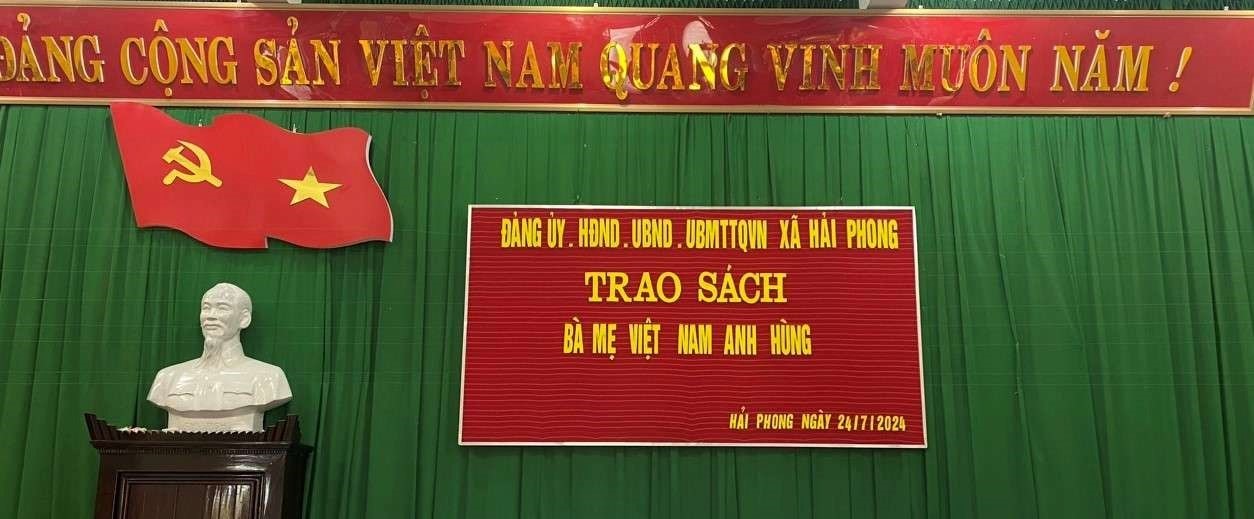 ĐẢNG CỘNG SẢN VIỆT NAM QUANG VINH MUÔN NĂM !
ĐẢNG ỦY . HĐND . UBND . UBMTTQVN XÃ HẢI PHONG
TRAO SÁCH
BÀ MẸ VIỆT NAM ANH HÙNG
HẢI PHONG NGÀY 24/7/2024